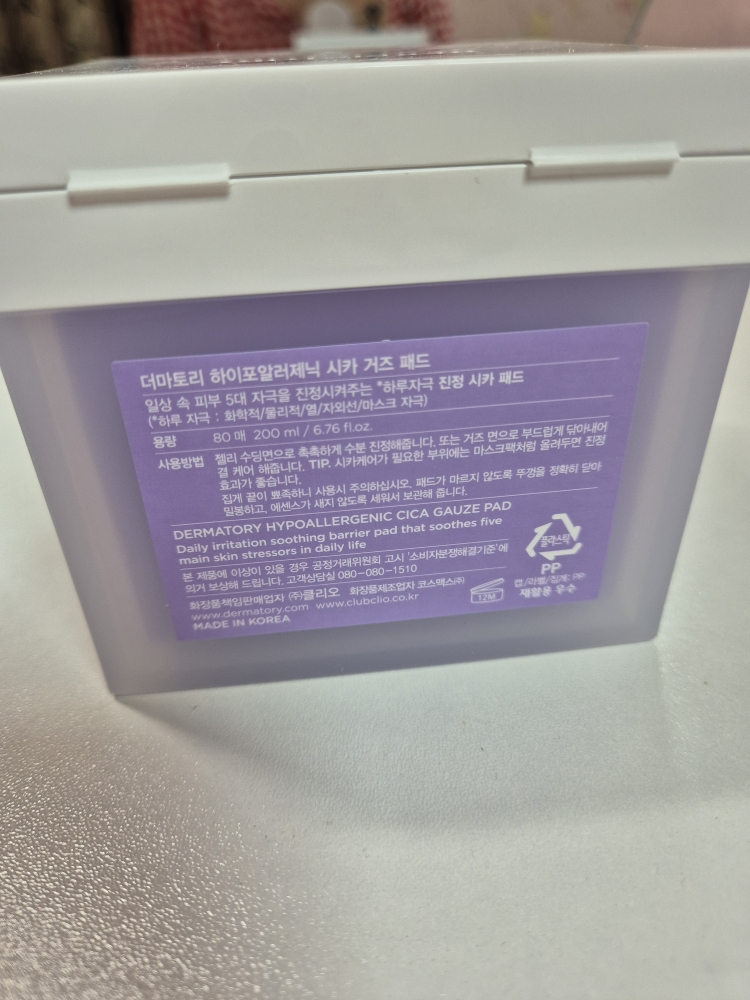 더마토리 하이포알러제닉 시카 거즈 패드
일상 속 피부 5대 자극을 진정시켜주는 *하루자극 진정 시카 패드
(*하루 자극 : 화학적/물리적/열/자외선/마스크 자극)
용량 80매 200 ml / 6.76 fl.oz.
사용방법 젤리 수딩면으로 촉촉하게 수분 진정해줍니다. 또는 거즈 면으로 부드럽게 닦아내어
결 케어 해줍니다. TIP. 시카케어가 필요한 부위에는 마스크팩처럼 올려두면 진정
효과가 좋습니다.
집게 끝이 뾰족하니 사용시 주의하십시오. 패드가 마르지 않도록 뚜껑을 정확히 닫아
밀봉하고, 에센스가 새지 않도록 세워서 보관해 줍니다.
DERMATORY HYPOALLERGENIC CICA GAUZE PAD
Daily irritation soothing barrier pad that soothes five
main skin stressors in daily life
본 제품에 이상이 있을 경우 공정거래위원회 고시 '소비자분쟁해결기준'에
의거 보상해 드립니다. 고객상담실 080-080-1510
화장품책임판매업자 (주)클리오 화장품제조업자 코스맥스(주)
www.dermatory.com www.clubclio.co.kr
MADE IN KOREA
12M
플라스틱
PP
캡/라벨/집게: PP
재활용 우수